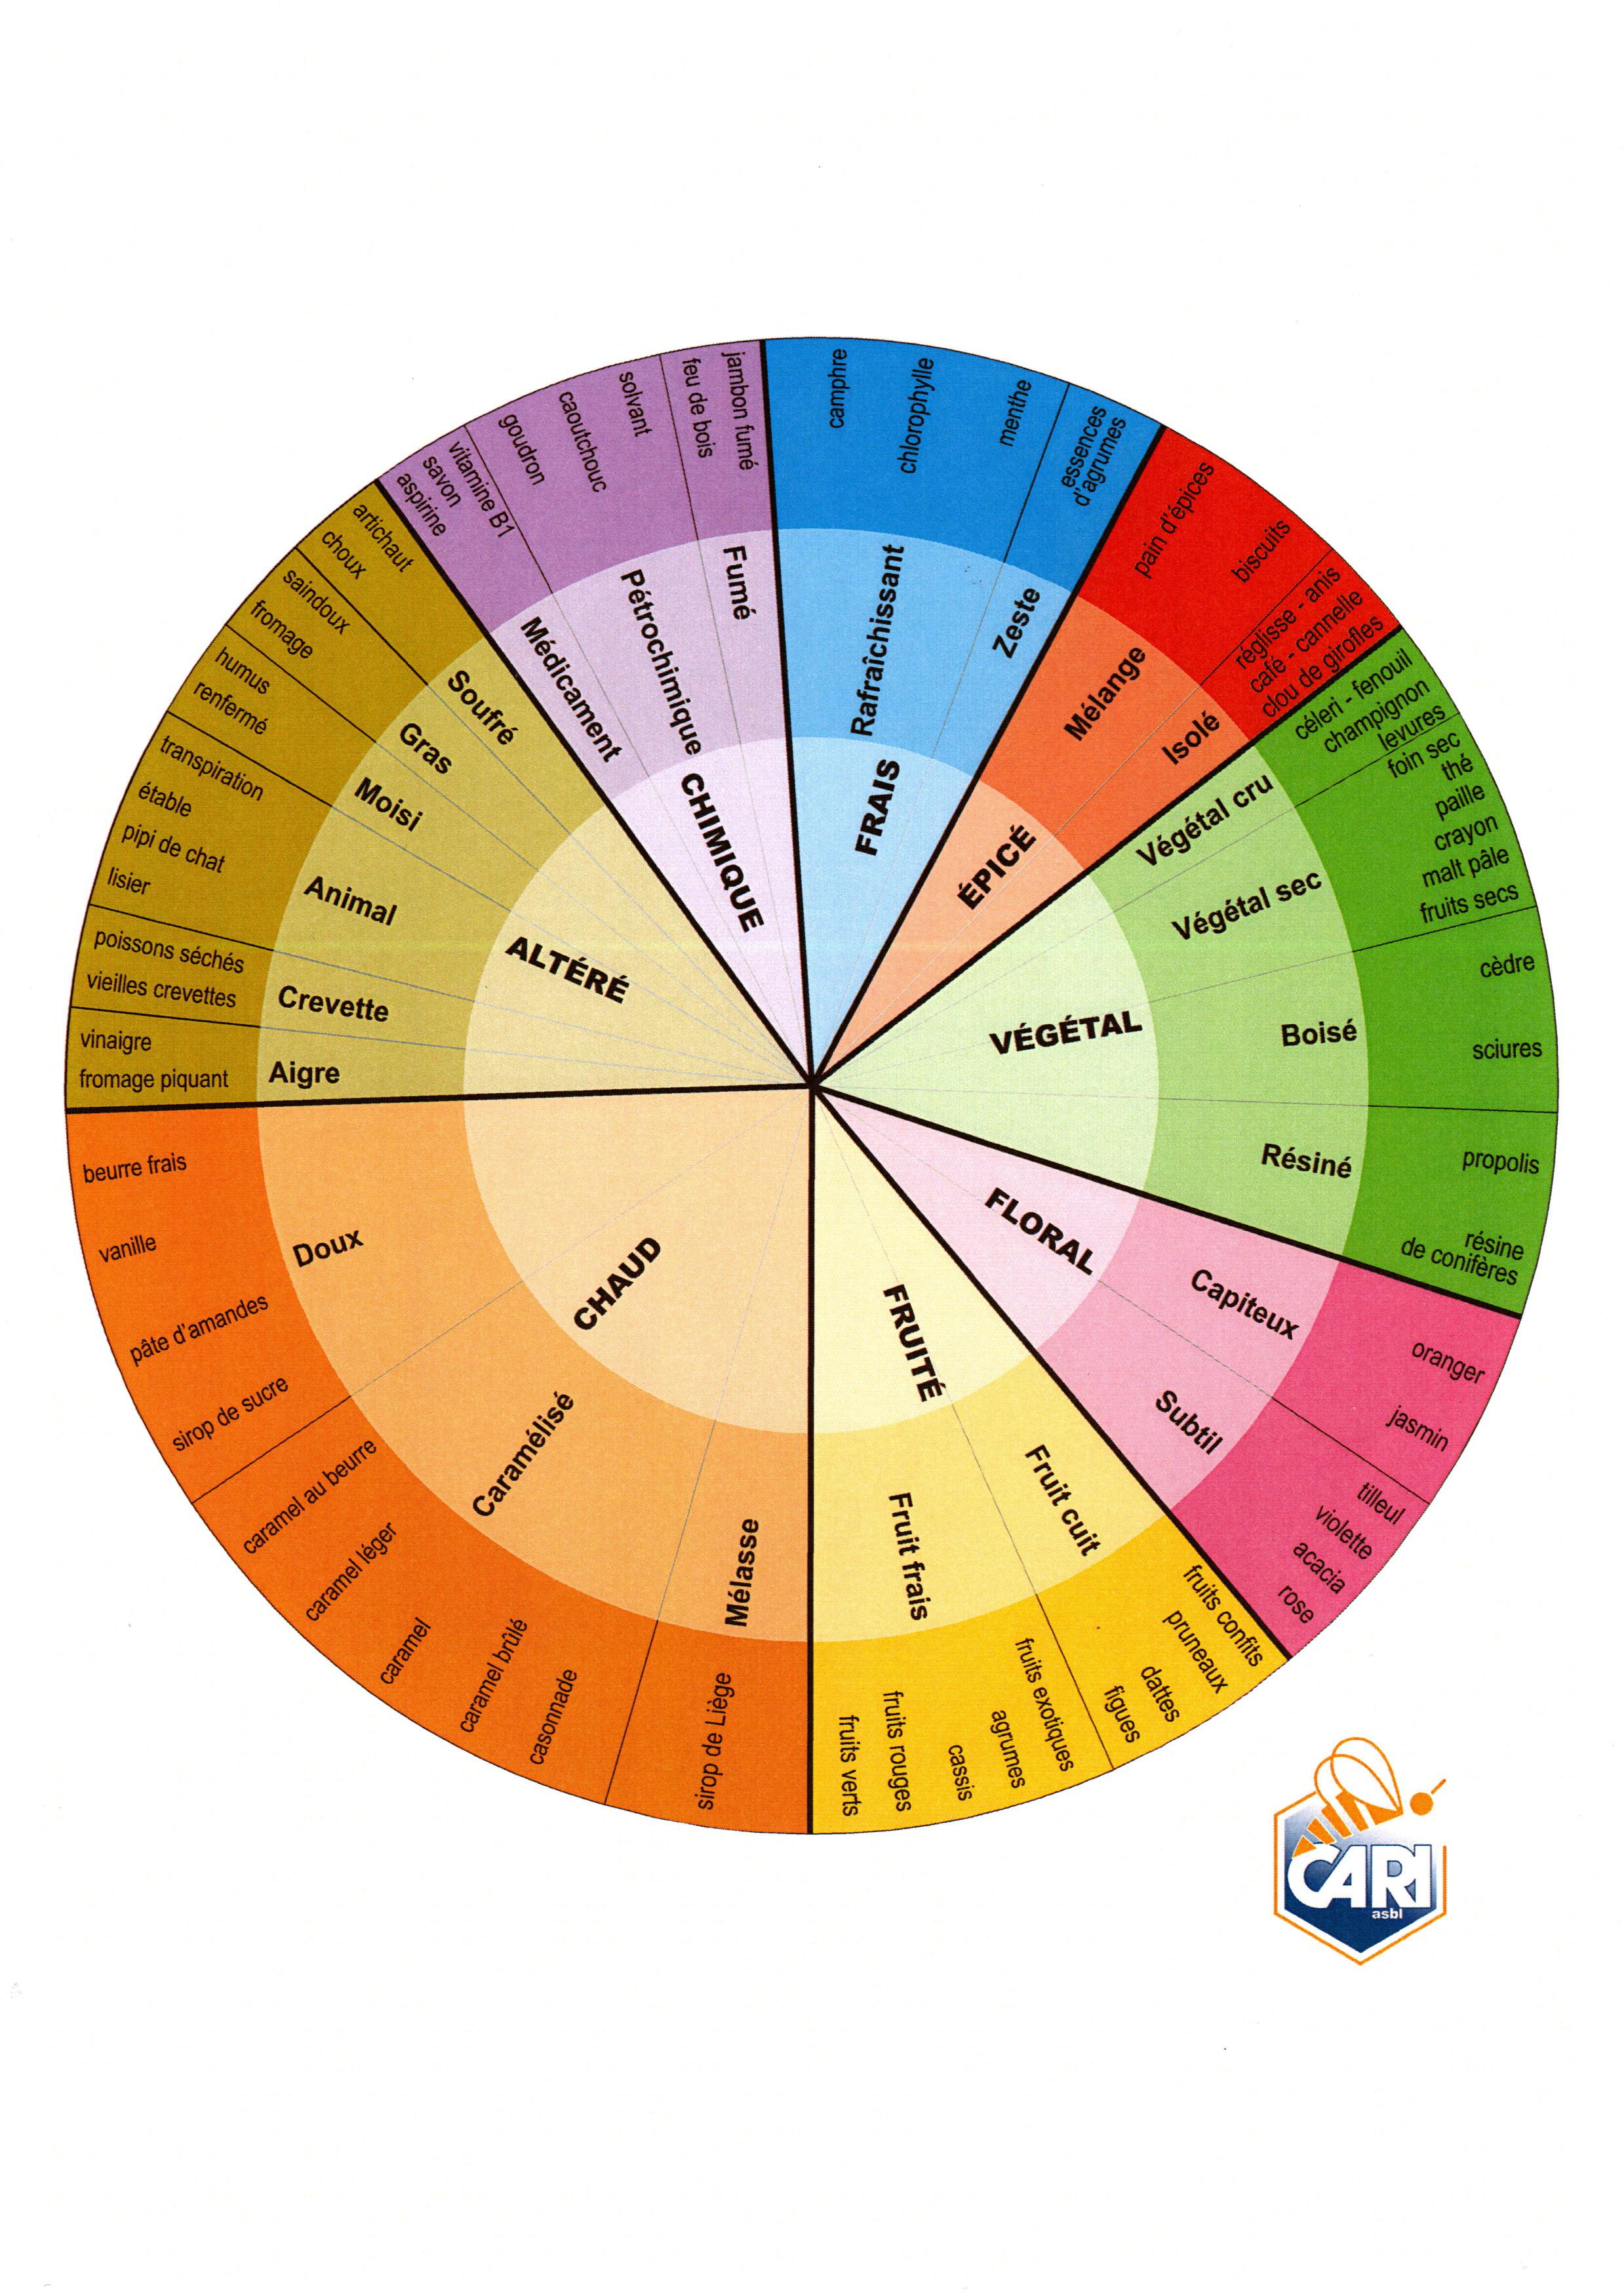 FRAIS
Rafraîchissant
camphre
chlorophylle
menthe
Zeste
essences
d'agrumes
ÉPICÉ
Mélange
pain d'épices
biscuits
Isolé
réglisse - anis
café - cannelle
clou de girofles
VÉGÉTAL
Végétal cru
céleri - fenouil
champignon
levures
Végétal sec
foin sec
thé
paille
crayon
malt pâle
fruits secs
Boisé
cèdre
sciures
Résiné
propolis
résine
de conifères
FLORAL
Capiteux
oranger
jasmin
Subtil
tilleul
violette
acacia
rose
FRUITÉ
Fruit cuit
fruits confits
pruneaux
dattes
figues
Fruit frais
fruits exotiques
agrumes
cassis
fruits rouges
fruits verts
CHAUD
Mélasse
sirop de Liège
Caramélisé
casonnade
caramel brûlé
caramel
caramel léger
caramel au beurre
Doux
sirop de sucre
pâte d'amandes
vanille
beurre frais
ALTÉRÉ
Aigre
fromage piquant
vinaigre
Crevette
vieilles crevettes
poissons séchés
Animal
lisier
pipi de chat
étable
transpiration
Moisi
renfermé
humus
Gras
fromage
saindoux
Soufré
choux
artichaut
CHIMIQUE
Médicament
aspirine
savon
vitamine B1
Pétrochimique
goudron
caoutchouc
solvant
Fumé
feu de bois
jambon fumé
CARI
asbl